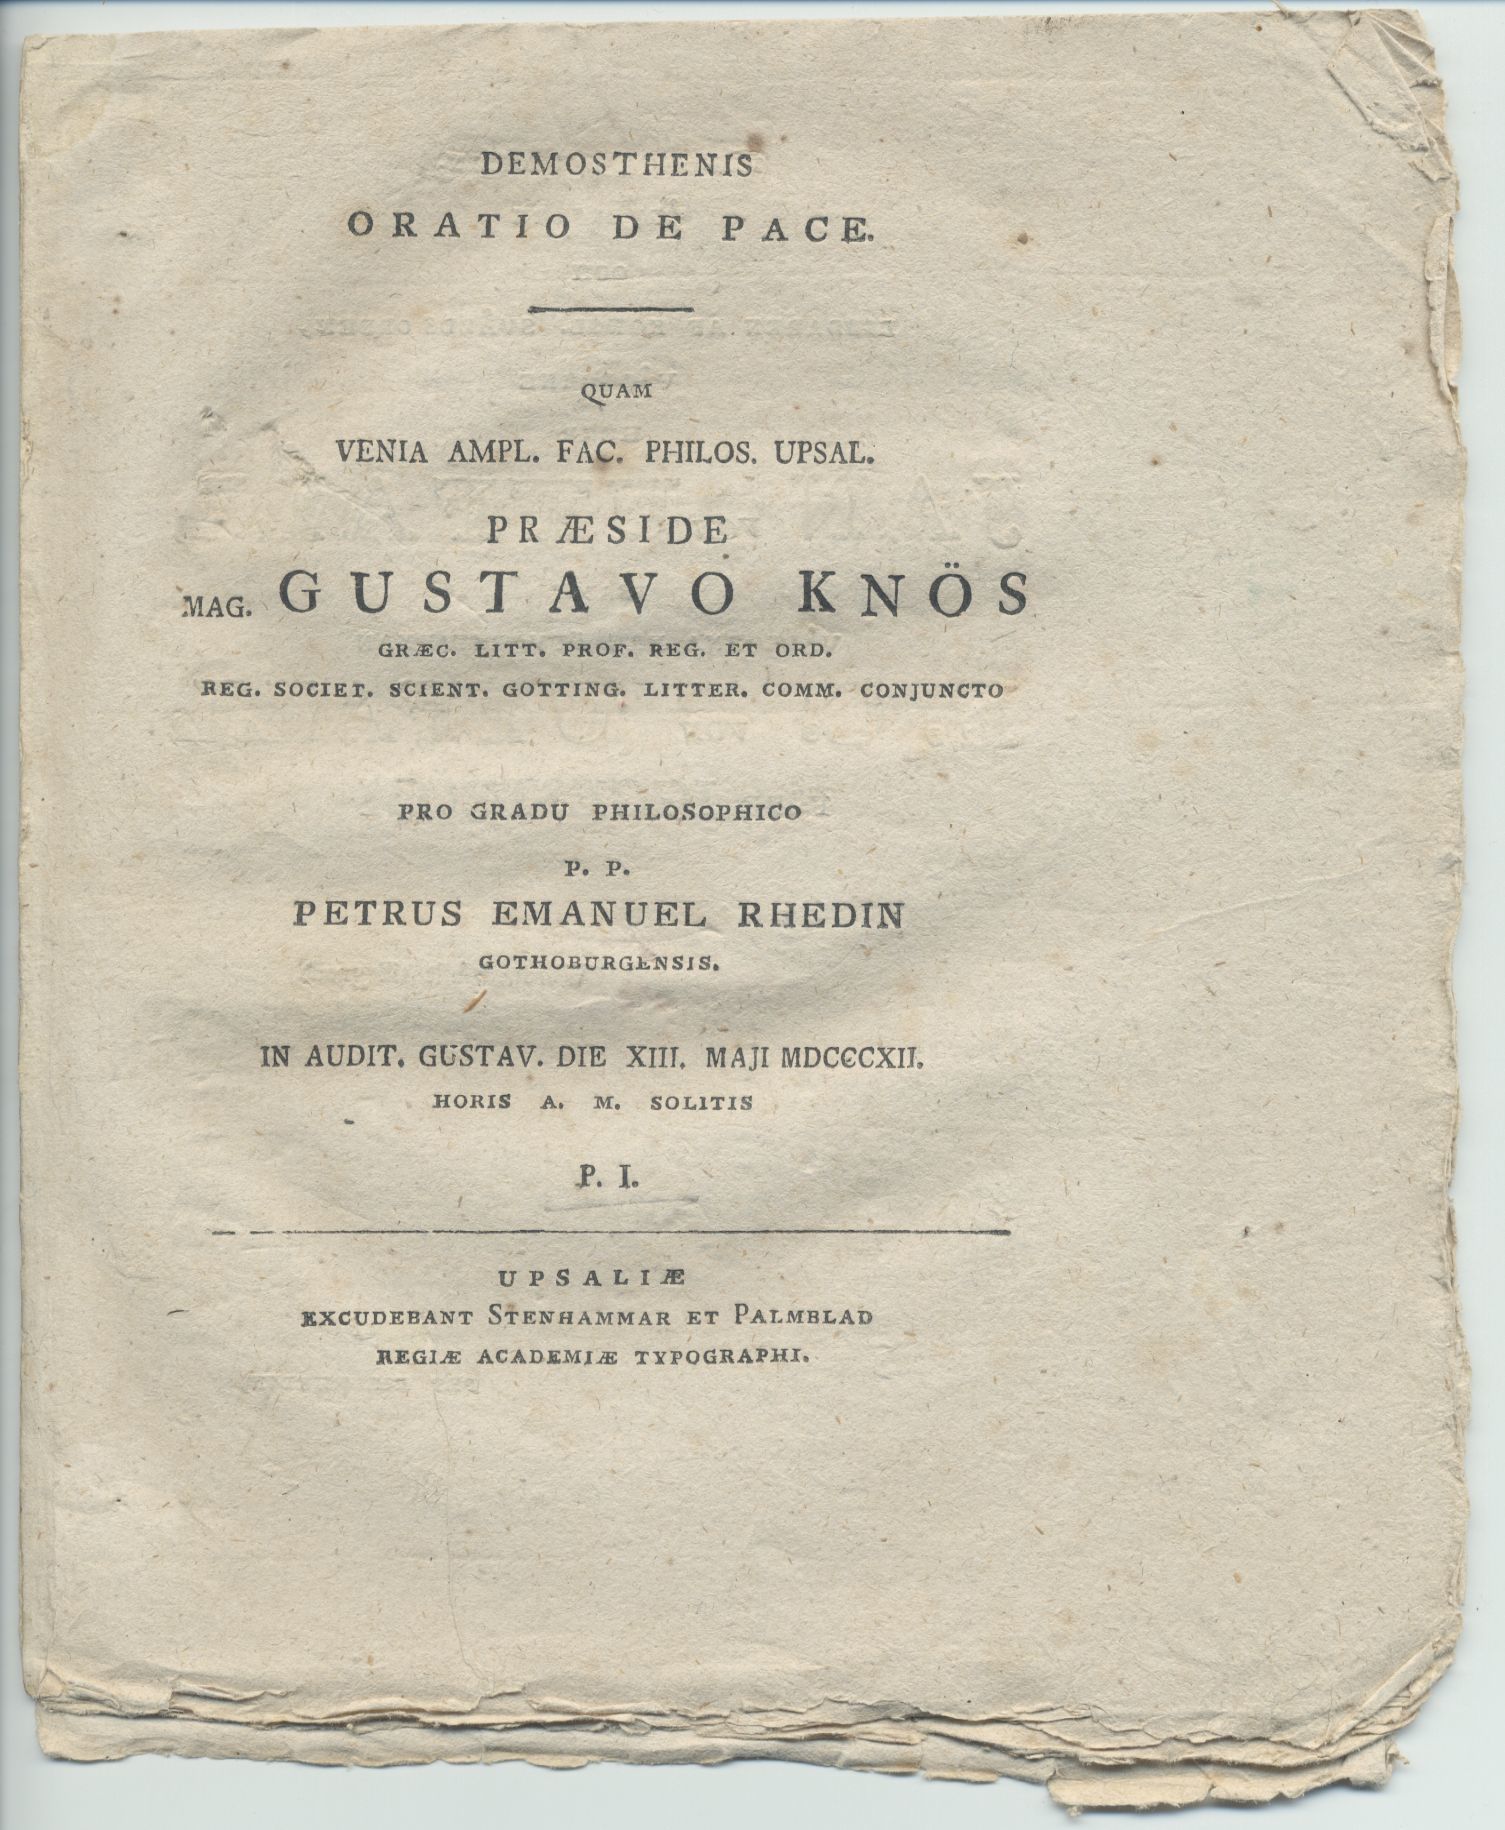 DEMOSTHENIS
ORATIO DE PACE.
QUAM
VENIA AMPL. FAC. PHILOS. UPSAL.
PRÆSIDE
MAG. GUSTAVO KNÖS
GRÆC. LITT. PROF. REG. ET ORD.
REG. SOCIET. SCIENT. GOTTING. LITTER. COMM. CONJUNCTO
PRO GRADU PHILOSOPHICO
P. P.
PETRUS EMANUEL RHEDIN
GOTHOBURGENSIS.
IN AUDIT. GUSTAV. DIE XIII. MAJI MDCCCXII.
HORIS A. M. SOLITIS
P. I.
UPSALIÆ
EXCUDEBANT STENHAMMAR ET PALMBLAD
REGIÆ ACADEMIÆ TYPOGRAPHI.